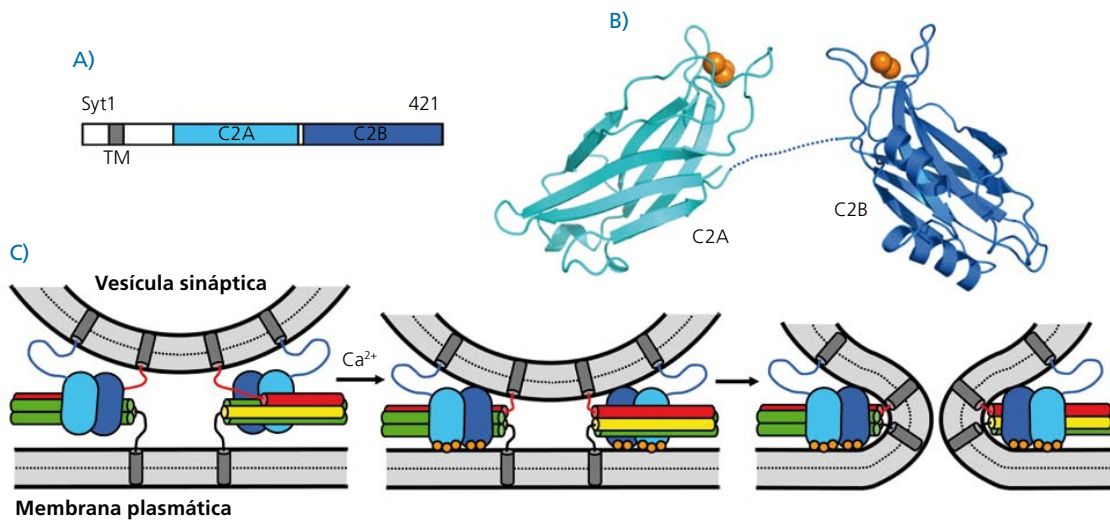 A)
Syt1 421
C2A C2B
TM
B)
C2A
C2B
C)
Vesícula sináptica
Ca²⁺
Membrana plasmática